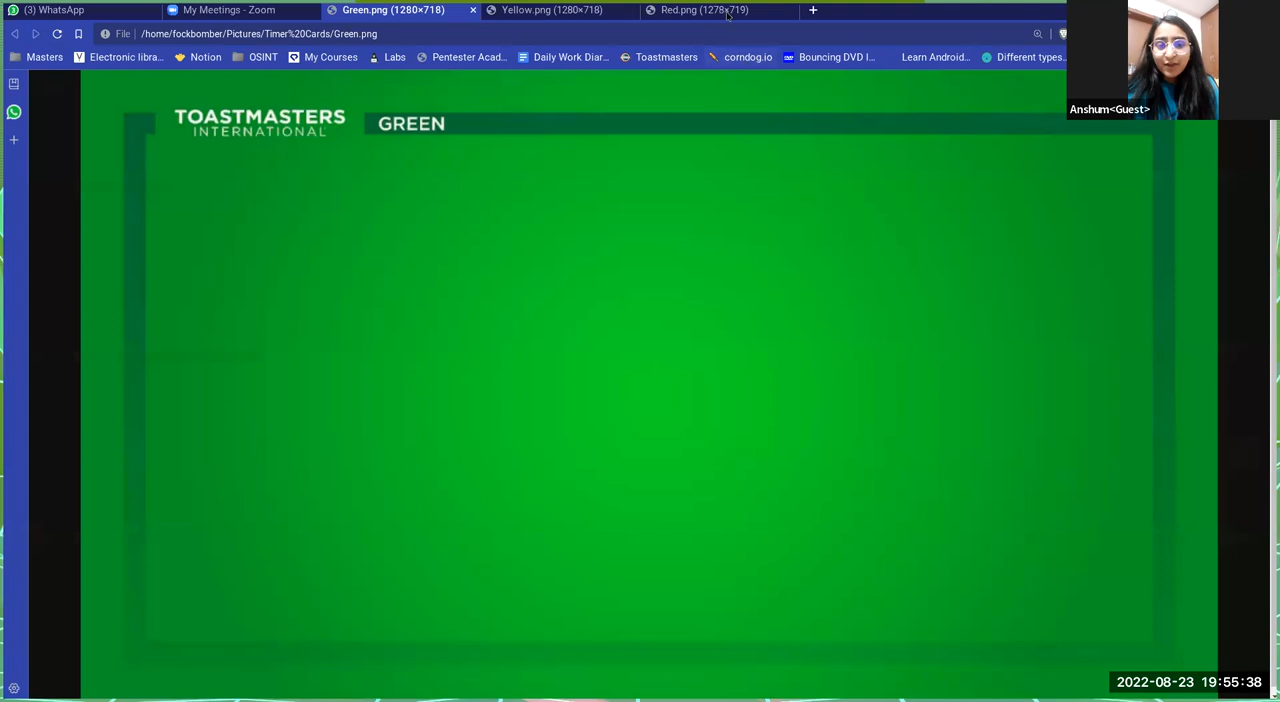 (3) WhatsApp
My Meetings - Zoom
Green.png (1280×718)
Yellow.png (1280×718)
Red.png (1278×719)
File
/home/fockbomber/Pictures/Timer%20Cards/Green.png
Masters
Electronic libra...
Notion
OSINT
My Courses
Labs
Pentester Acad...
Daily Work Diar...
Toastmasters
comdog.io
Bouncing DVD l...
Learn Android...
Different types...
Anshum<Guest>
TOASTMASTERS
INTERNATIONAL
GREEN
2022-08-23 19:55:38